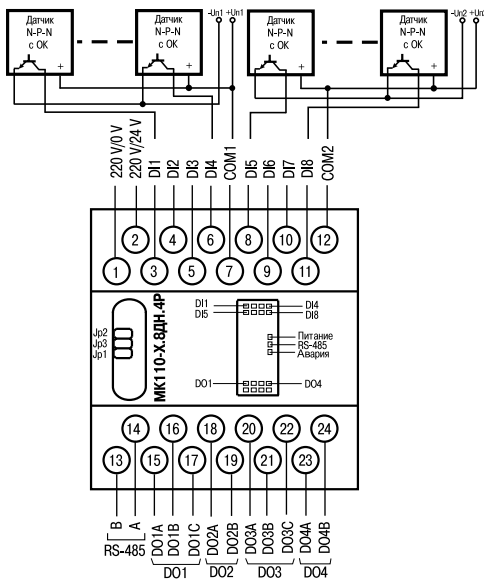 Датчик N-P-N с ОК
Датчик N-P-N с ОК
-Uп1 +Uп1
Датчик N-P-N с ОК
Датчик N-P-N с ОК
-Uп2 +Uп2
220 V/0 V
220 V/24 V
DI1
DI2
DI3
DI4
COM1
DI5
DI6
DI7
DI8
COM2
2 4 6 8 10 12
1 3 5 7 9 11
Jp2
Jp3
Jp1
МК110-Х.8ДН.4Р
DI1 DI4
DI5 DI8
Питание
RS-485
Авария
DO1 DO4
14 16 18 20 22 24
13 15 17 19 21 23
B
A
DO1A
DO1B
DO1C
DO2A
DO2B
DO3A
DO3B
DO3C
DO4A
DO4B
RS-485
DO1 DO2 DO3 DO4